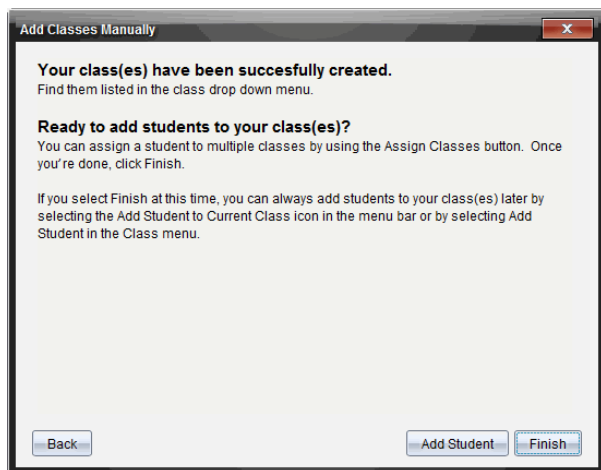 Add Classes Manually
X
Your class(es) have been succesfully created.
Find them listed in the class drop down menu.
Ready to add students to your class(es)?
You can assign a student to multiple classes by using the Assign Classes button. Once
you're done, click Finish.
If you select Finish at this time, you can always add students to your class(es) later by
selecting the Add Student to Current Class icon in the menu bar or by selecting Add
Student in the Class menu.
Back Add Student Finish